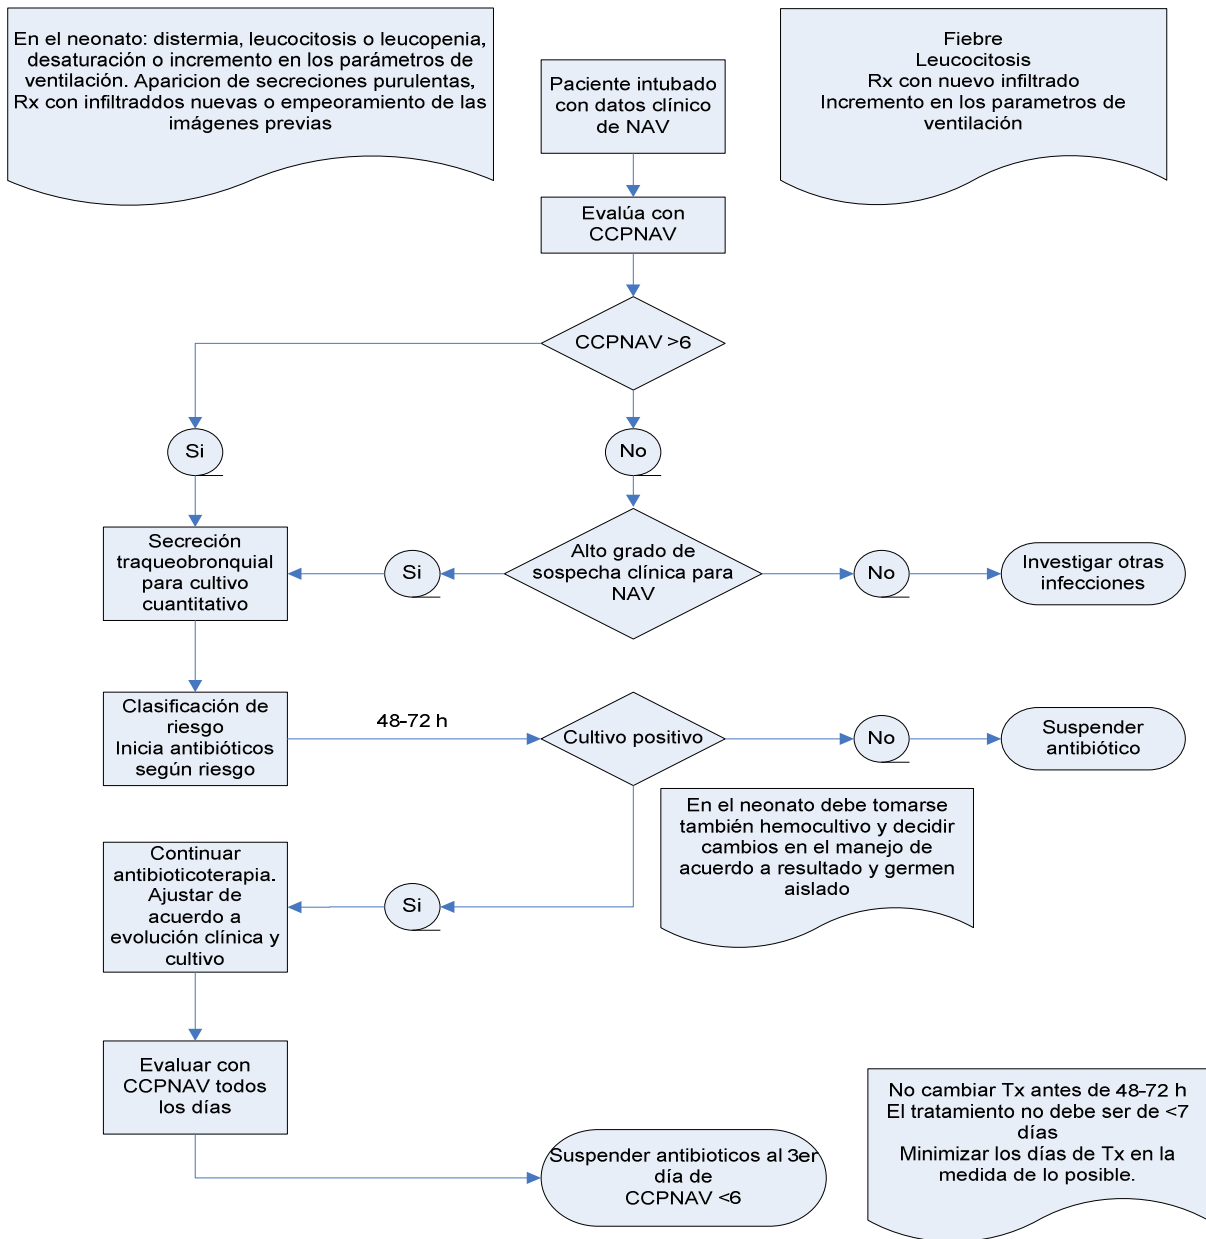 En el neonato: distermia, leucocitosis o leucopenia,
desaturación o incremento en los parámetros de
ventilación. Aparicion de secreciones purulentas,
Rx con infiltraddos nuevas o empeoramiento de las
imágenes previas
Paciente intubado
con datos clínico
de NAV
Fiebre
Leucocitosis
Rx con nuevo infiltrado
Incremento en los parametros de
ventilación
Evalúa con
CCPNAV
CCPNAV >6
Si
No
Secreción
traqueobronquial
para cultivo
cuantitativo
Si
Alto grado de
sospecha clínica para
NAV
No
Investigar otras
infecciones
Clasificación de
riesgo
Inicia antibióticos
según riesgo
48-72 h
Cultivo positivo
No
Suspender
antibiótico
En el neonato debe tomarse
también hemocultivo y decidir
cambios en el manejo de
acuerdo a resultado y germen
aislado
Continuar
antibioticoterapia.
Ajustar de
acuerdo a
evolución clínica y
cultivo
Si
Evaluar con
CCPNAV todos
los días
No cambiar Tx antes de 48-72 h
El tratamiento no debe ser de <7
días
Minimizar los días de Tx en la
medida de lo posible.
Suspender antibioticos al 3er
día de
CCPNAV <6